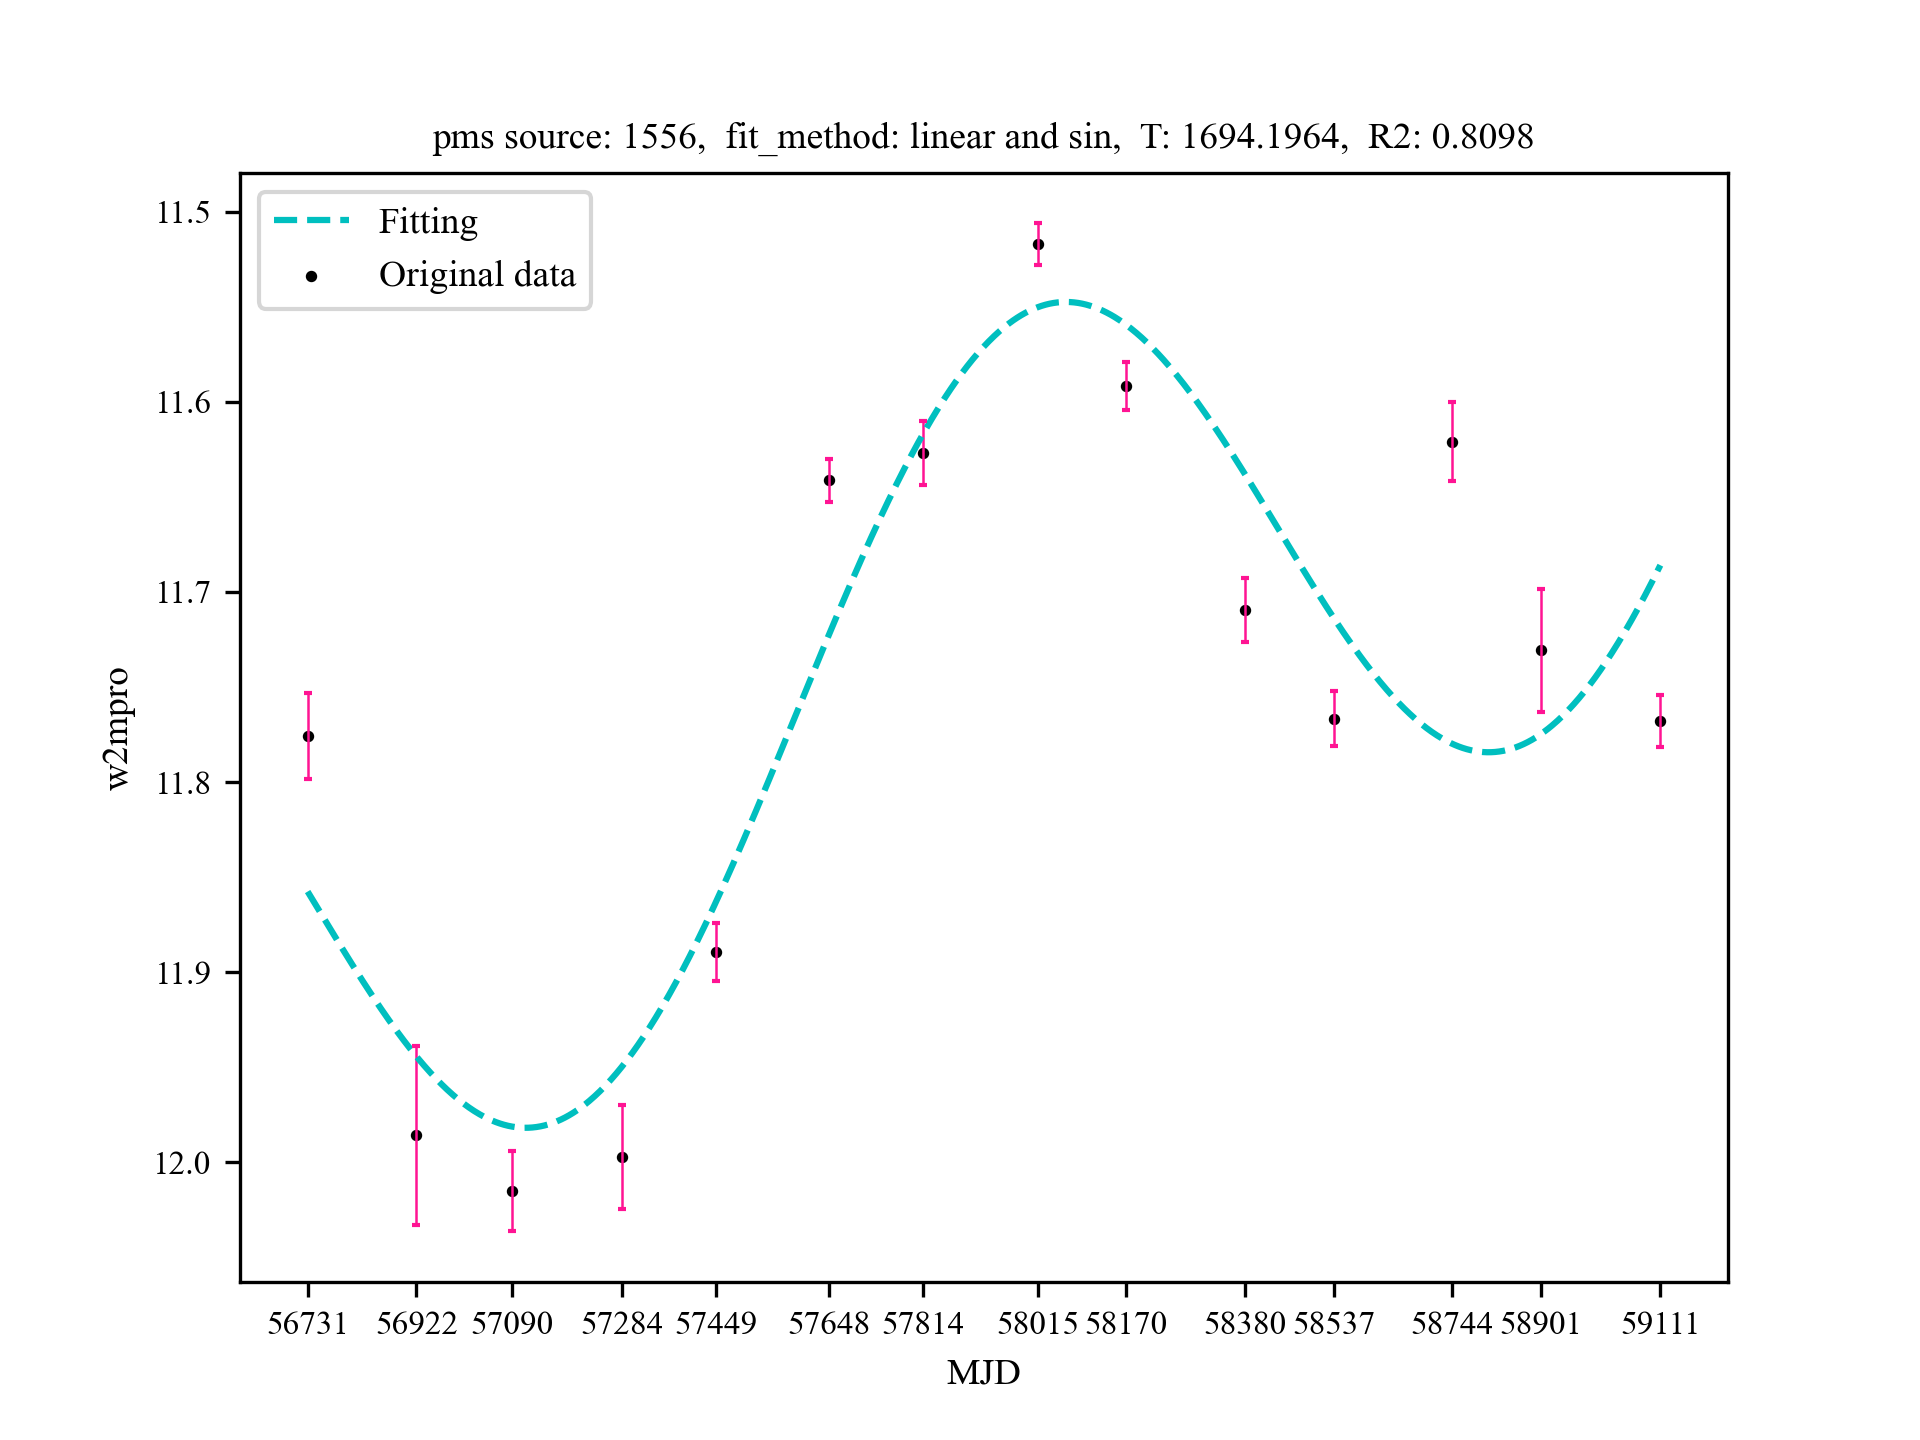 pms source: 1556,  fit_method: linear and sin,  T: 1694.1964,  R2: 0.8098
Fitting
Original data
11.5
11.6
11.7
11.8
11.9
12.0
w2mpro
56731 56922 57090 57284 57449 57648 57814 58015 58170 58380 58537 58744 58901 59111
MJD